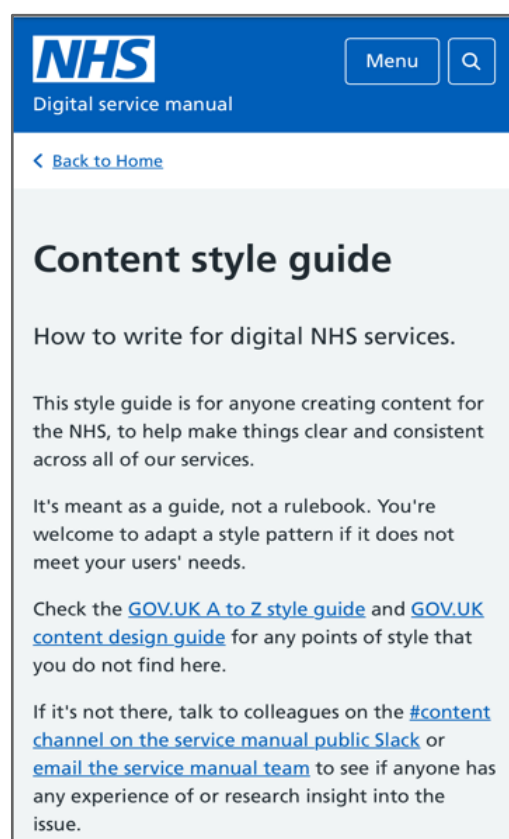 NHS
Menu
Digital service manual
Back to Home
Content style guide
How to write for digital NHS services.
This style guide is for anyone creating content for
the NHS, to help make things clear and consistent
across all of our services.
It's meant as a guide, not a rulebook. You're
welcome to adapt a style pattern if it does not
meet your users' needs.
Check the GOV.UK A to Z style guide and GOV.UK
content design guide for any points of style that
you do not find here.
If it's not there, talk to colleagues on the #content
channel on the service manual public Slack or
email the service manual team to see if anyone has
any experience of or research insight into the
issue.